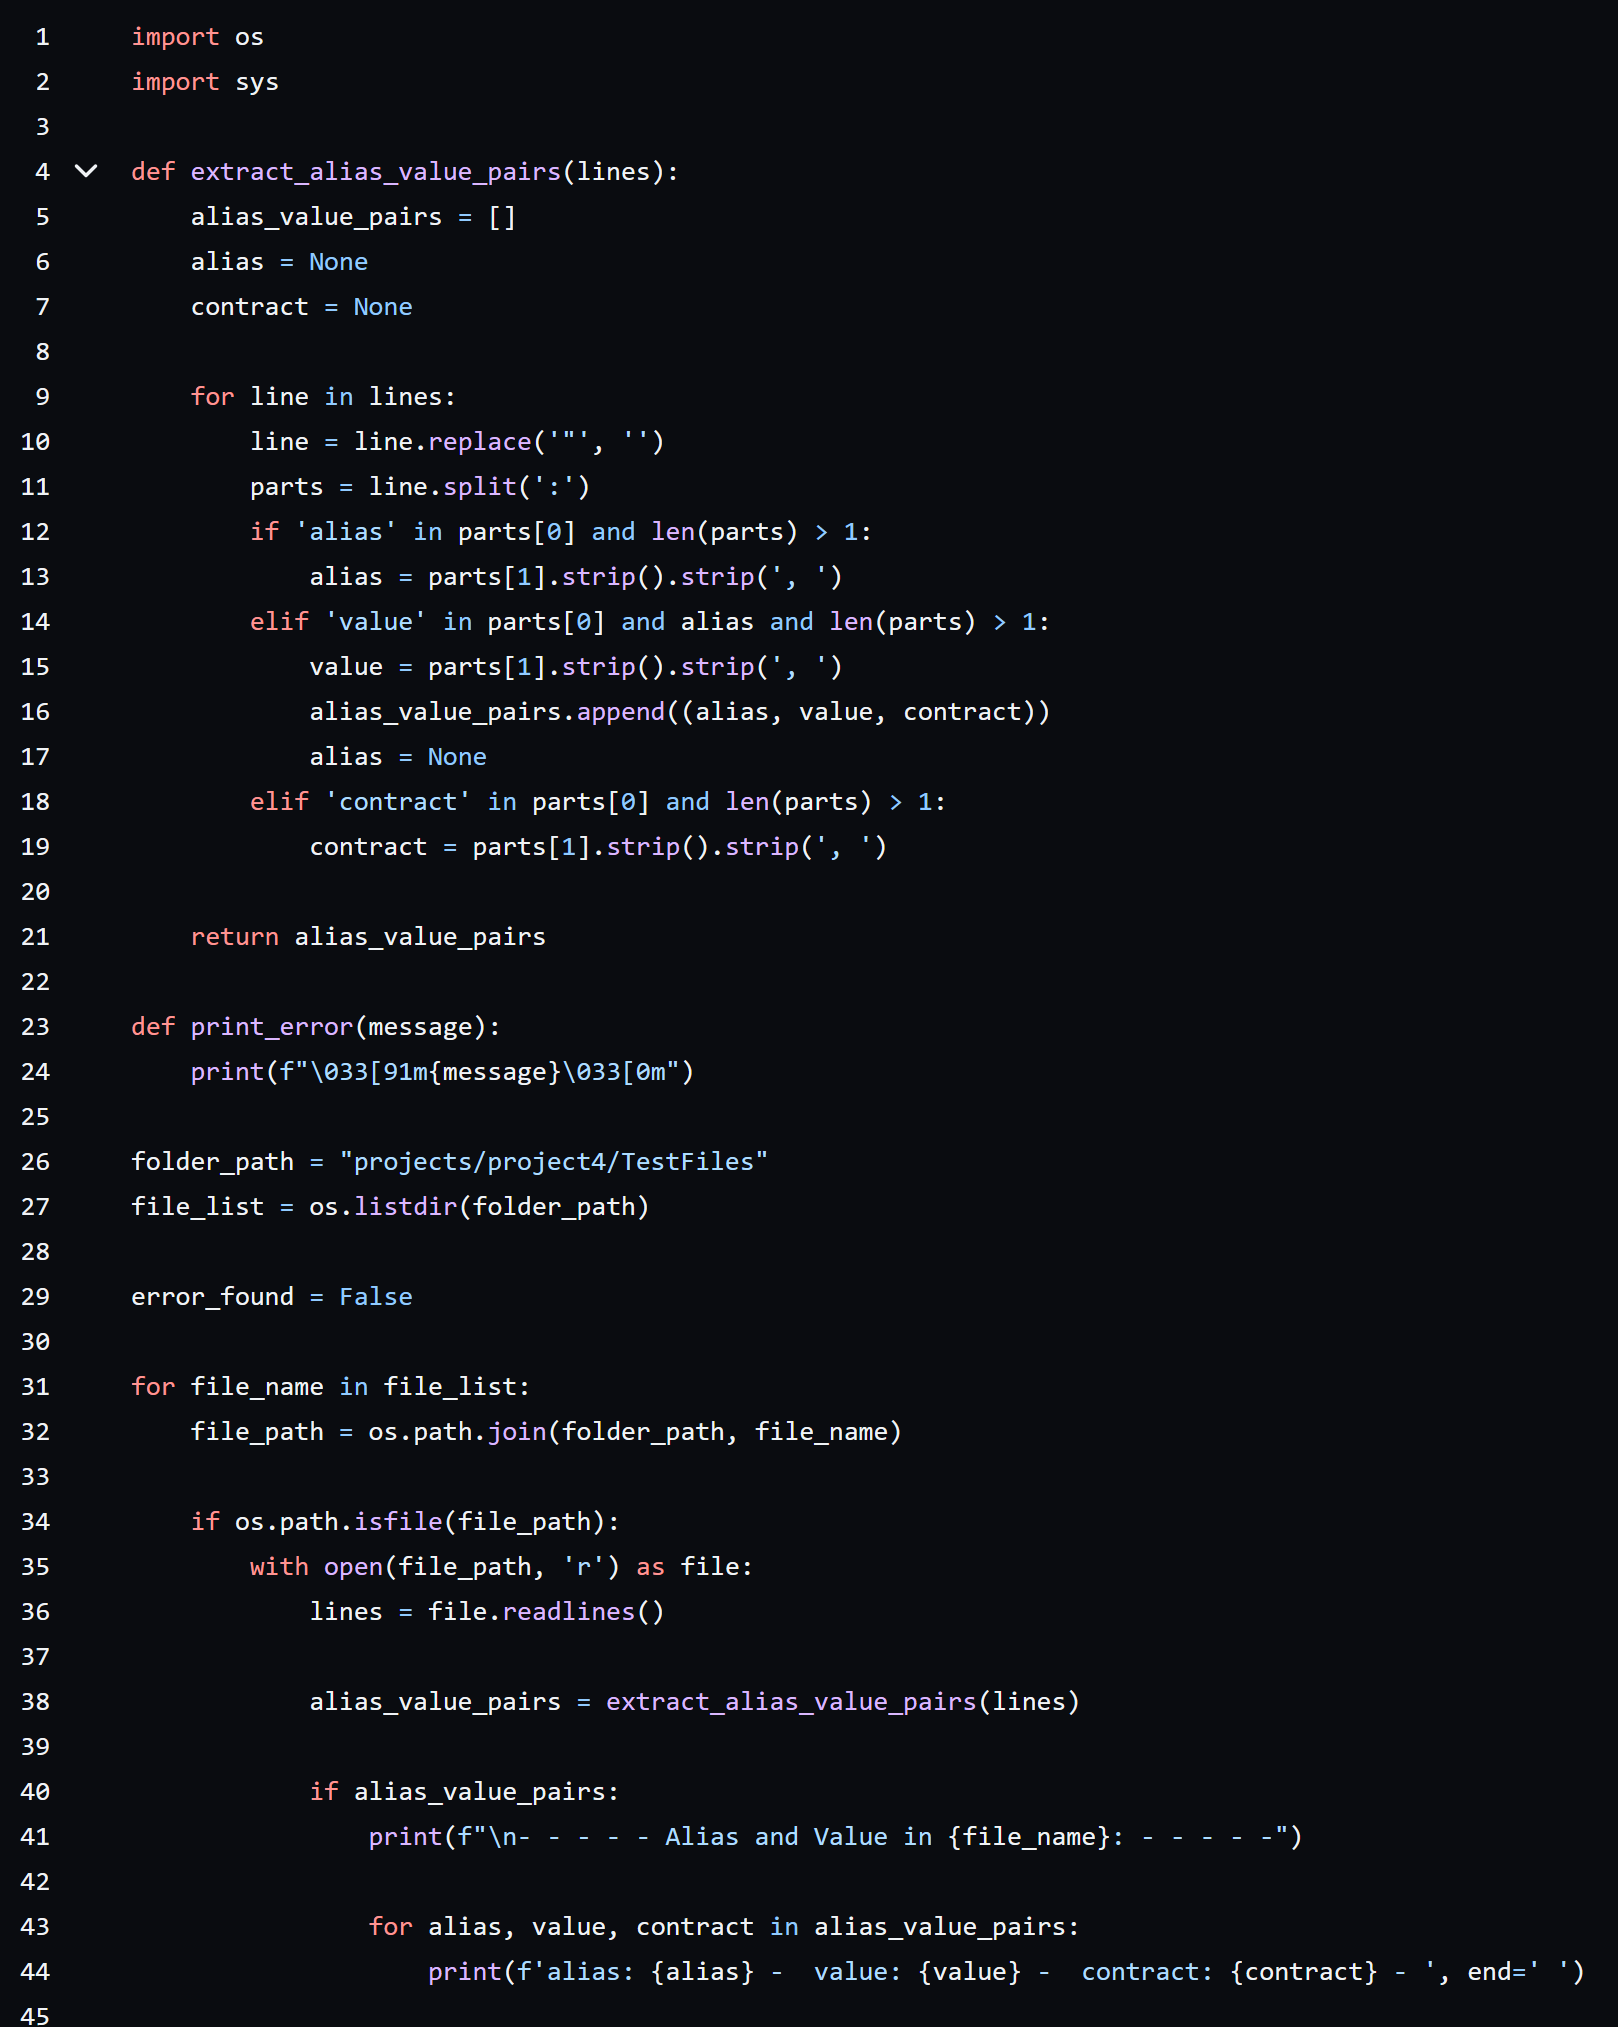 1 import os
2 import sys
3
4 def extract_alias_value_pairs(lines):
5     alias_value_pairs = []
6     alias = None
7     contract = None
8
9     for line in lines:
10         line = line.replace('"', '')
11         parts = line.split(':')
12         if 'alias' in parts[0] and len(parts) > 1:
13             alias = parts[1].strip().strip(', ')
14         elif 'value' in parts[0] and alias and len(parts) > 1:
15             value = parts[1].strip().strip(', ')
16             alias_value_pairs.append((alias, value, contract))
17             alias = None
18         elif 'contract' in parts[0] and len(parts) > 1:
19             contract = parts[1].strip().strip(', ')
20
21     return alias_value_pairs
22
23 def print_error(message):
24     print(f"\033[91m{message}\033[0m")
25
26 folder_path = "projects/project4/TestFiles"
27 file_list = os.listdir(folder_path)
28
29 error_found = False
30
31 for file_name in file_list:
32     file_path = os.path.join(folder_path, file_name)
33
34     if os.path.isfile(file_path):
35         with open(file_path, 'r') as file:
36             lines = file.readlines()
37
38             alias_value_pairs = extract_alias_value_pairs(lines)
39
40             if alias_value_pairs:
41                 print(f"\n- - - - - Alias and Value in {file_name}: - - - - -")
42
43                 for alias, value, contract in alias_value_pairs:
44                     print(f'alias: {alias} -  value: {value} -  contract: {contract} - ', end=' ')
45